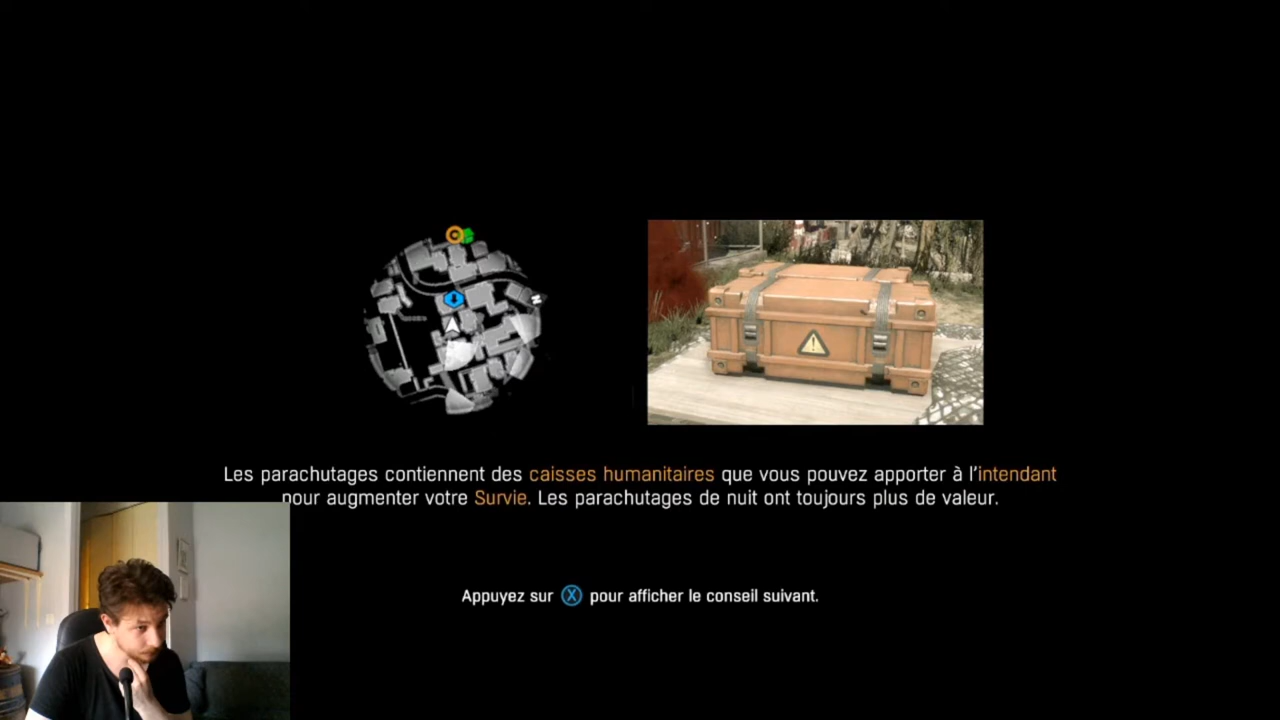 Les parachutages contiennent des caisses humanitaires que vous pouvez apporter à l'intendant
pour augmenter votre Survie. Les parachutages de nuit ont toujours plus de valeur.
Appuyez sur X pour afficher le conseil suivant.